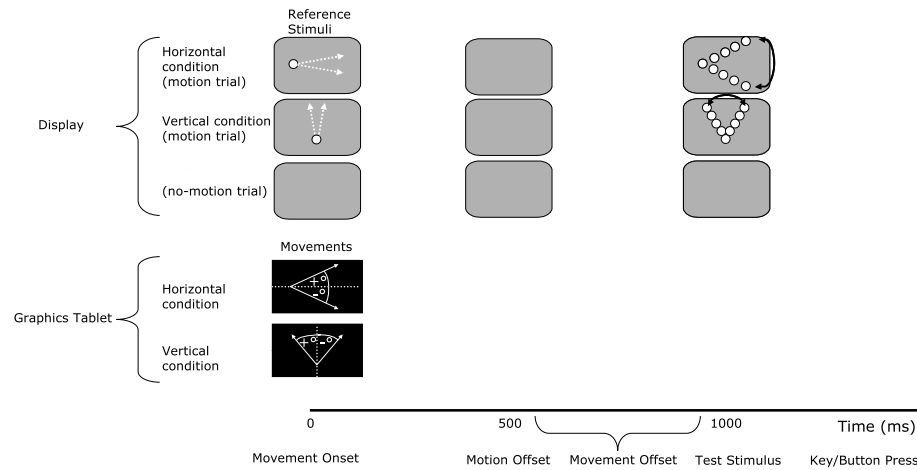 Reference
Stimuli
Horizontal
condition
(motion trial)
Display
Vertical condition
(motion trial)
(no-motion trial)
Movements
+ o
- o
Horizontal
condition
Graphics Tablet
+ o - o
Vertical
condition
0
500
1000
Time (ms)
Movement Onset
Motion Offset
Movement Offset
Test Stimulus
Key/Button Press